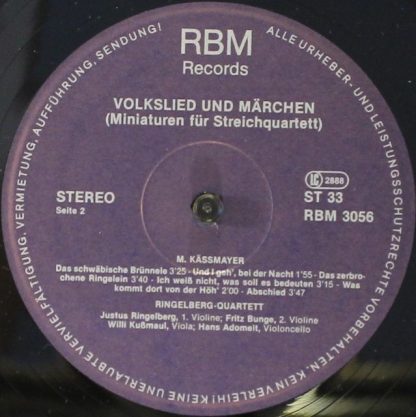 ALLE URHEBER- UND LEISTUNGSSCHUTZRECHTE VORBEHALTEN. KEIN VERLEIH! KEINE UNERLAUBTE VERVIELFÄLTIGUNG, VERMIETUNG, AUFFÜHRUNG, SENDUNG!
RBM
Records
VOLKSLIED UND MÄRCHEN
(Miniaturen für Streichquartett)
STEREO
Seite 2
LC 2888
ST 33
RBM 3056
M. KÄSSMAYER
Das schwäbische Brünnele 3'25 - Und i geh', bei der Nacht 1'55 - Das zerbro-
chene Ringelein 3'40 - Ich weiß nicht, was soll es bedeuten 3'15 - Was
kommt dort von der Höh' 2'00 - Abschied 3'47
RINGELBERG-QUARTETT
Justus Ringelberg, 1. Violine; Fritz Bunge, 2. Violine
Willi Kußmaul, Viola; Hans Adomeit, Violoncello